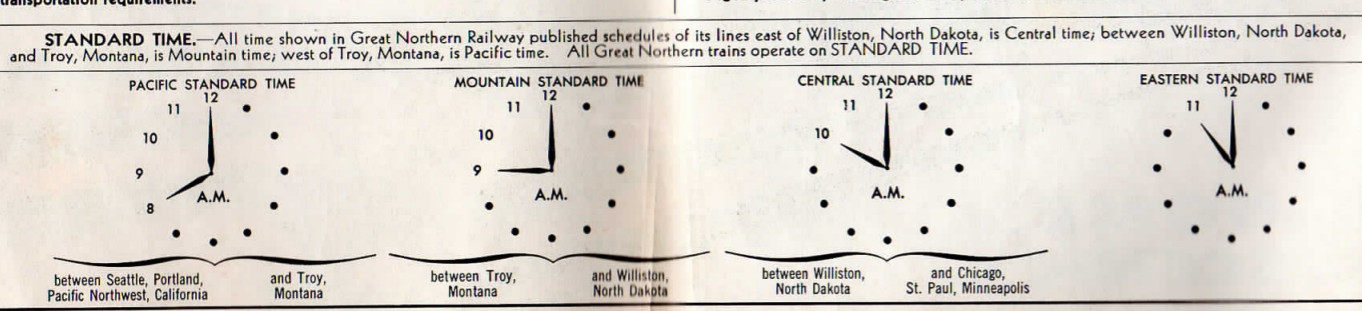 transportation requirements.
STANDARD TIME.—All time shown in Great Northern Railway published schedules of its lines east of Williston, North Dakota, is Central time; between Williston, North Dakota,
and Troy, Montana, is Mountain time; west of Troy, Montana, is Pacific time. All Great Northern trains operate on STANDARD TIME.
PACIFIC STANDARD TIME
12
11
10
9
8
A.M.
between Seattle, Portland,
Pacific Northwest, California
and Troy,
Montana
MOUNTAIN STANDARD TIME
12
11
10
9
A.M.
between Troy,
Montana
and Williston,
North Dakota
CENTRAL STANDARD TIME
12
11
10
A.M.
between Williston,
North Dakota
and Chicago,
St. Paul, Minneapolis
EASTERN STANDARD TIME
12
11
A.M.